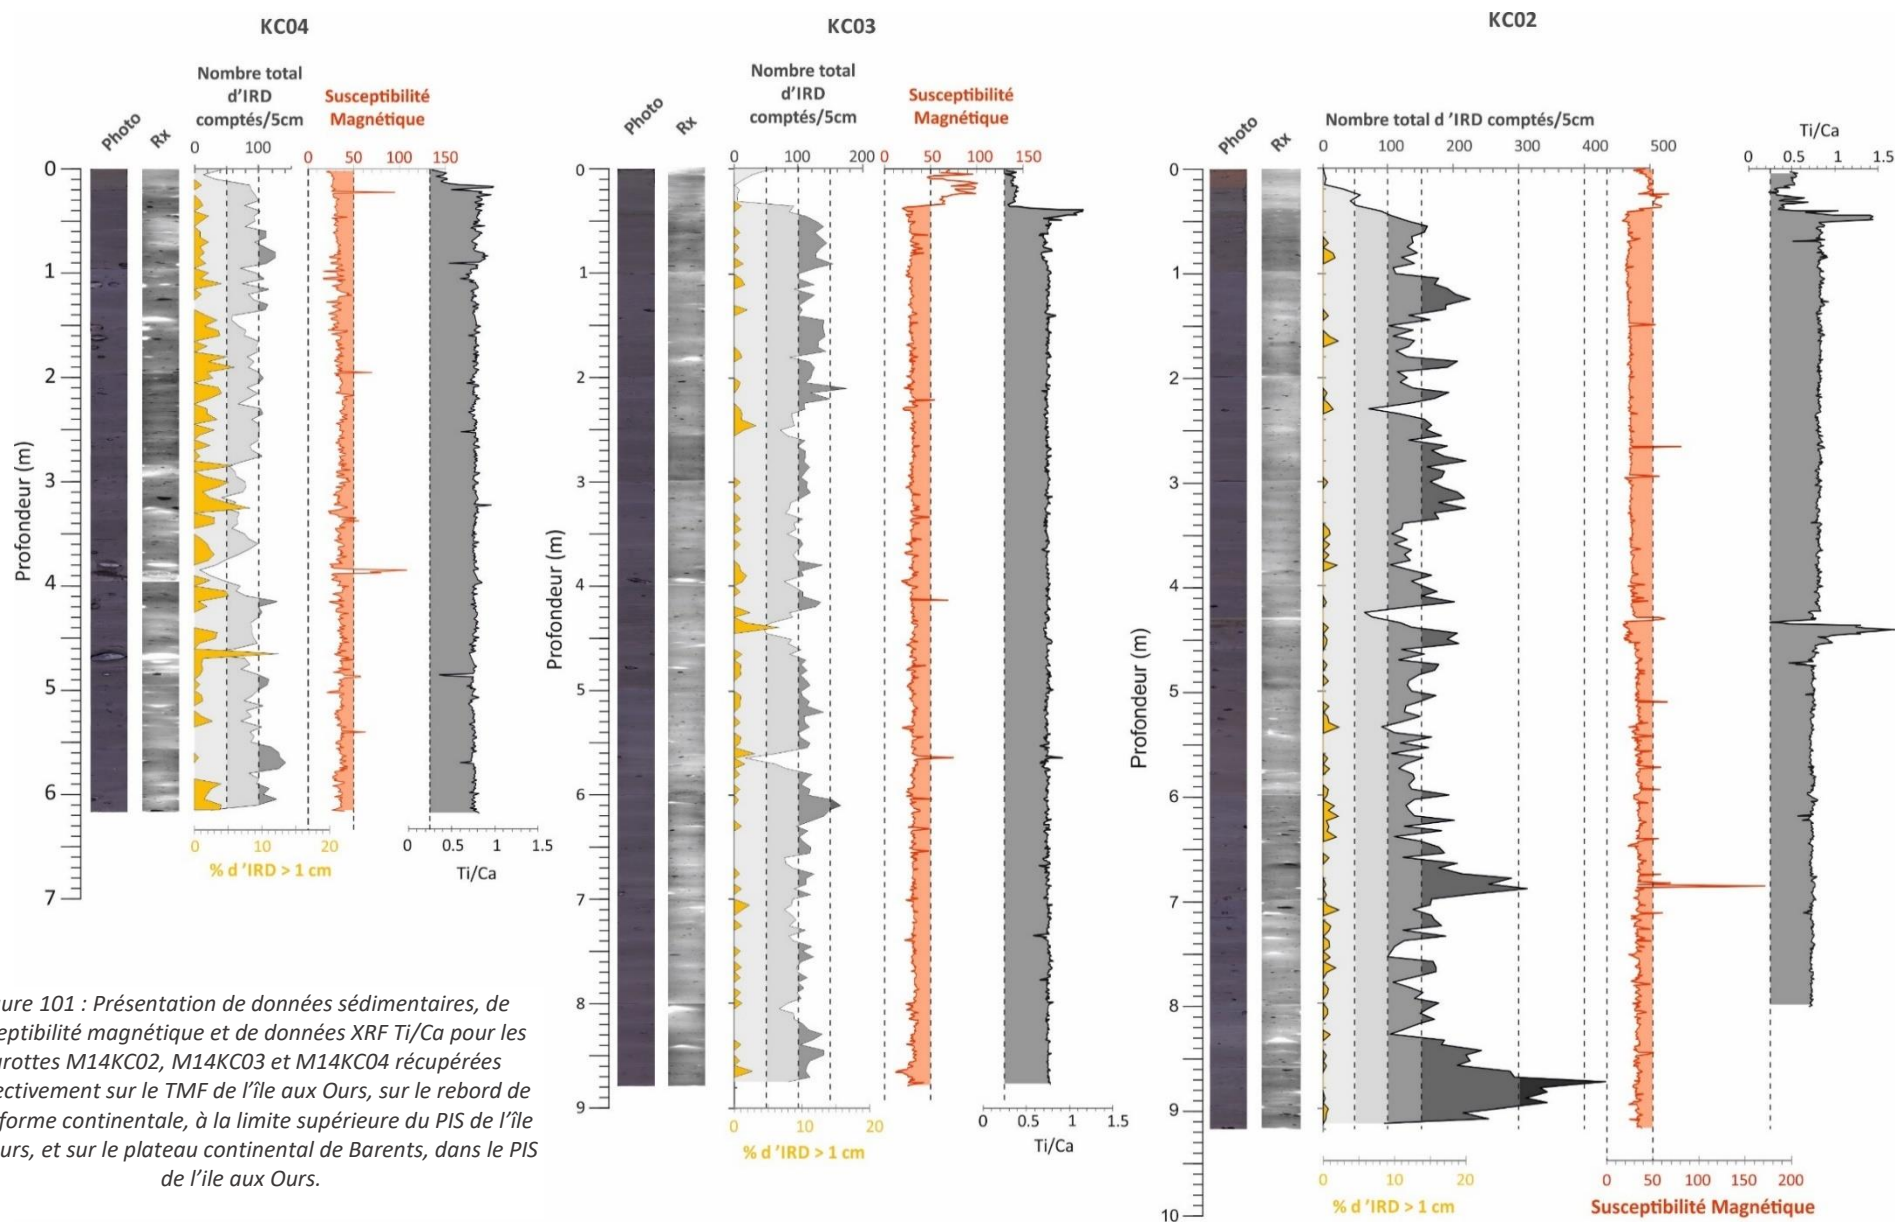 KC04
Nombre total
d'IRD
comptés/5cm
Susceptibilité
Magnétique
Photo
Rx
0 100
0 50 100 150
0
1
2
3
4
5
6
7
Profondeur (m)
0 10 20
% d 'IRD > 1 cm
0 0.5 1 1.5
Ti/Ca
KC03
Nombre total
d'IRD
comptés/5cm
Susceptibilité
Magnétique
Photo
Rx
0 100 200
0 50 100 150
0
1
2
3
4
5
6
7
8
9
Profondeur (m)
0 10 20
% d 'IRD > 1 cm
0 0.5 1 1.5
Ti/Ca
KC02
Nombre total d 'IRD comptés/5cm
Photo
Rx
0 100 200 300 400 500
Ti/Ca
0 0.5 1 1.5
0
1
2
3
4
5
6
7
8
9
10
Profondeur (m)
0 10 20
% d 'IRD > 1 cm
0 50 100 150 200
Susceptibilité Magnétique
ure 101 : Présentation de données sédimentaires, de
eptibilité magnétique et de données XRF Ti/Ca pour les
rottes M14KC02, M14KC03 et M14KC04 récupérées
ectivement sur le TMF de l'île aux Ours, sur le rebord de
forme continentale, à la limite supérieure du PIS de l'île
urs, et sur le plateau continental de Barents, dans le PIS
de l'ile aux Ours.